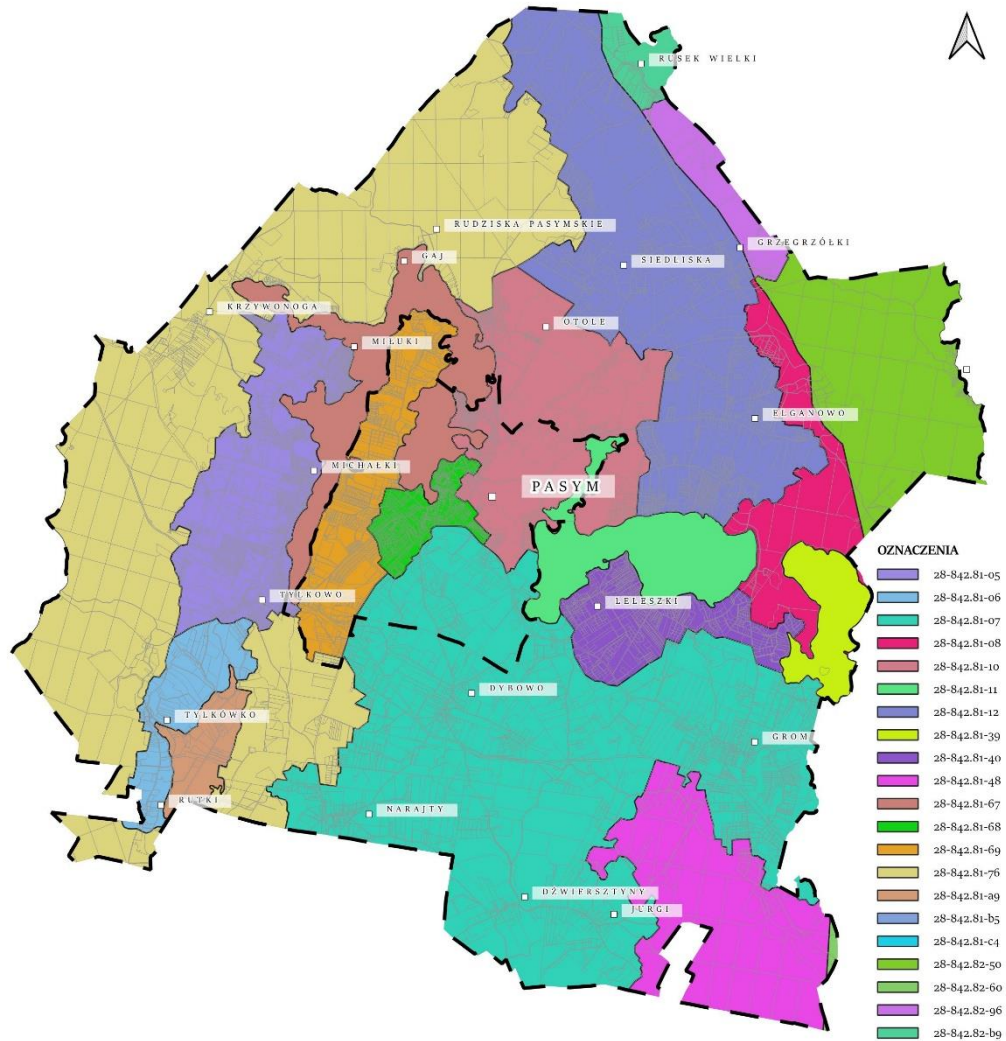 RUSEK WIELKI
RUDZISKA PASYMSKIE
GRZEGRZÓŁKI
GAJ
SIEDLISKA
KRZYWONOGA
OTOLE
MIŁUKI
ELGANOWO
MICHAŁKI
PASYM
TYŁKOWO
LELESZKI
DYBOWO
TYLKÓWKO
GROM
RUTKI
NARAJTY
DŹWIERSZTYNY
JURGI
OZNACZENIA
28-842.81-05
28-842.81-06
28-842.81-07
28-842.81-08
28-842.81-10
28-842.81-11
28-842.81-12
28-842.81-39
28-842.81-40
28-842.81-48
28-842.81-67
28-842.81-68
28-842.81-69
28-842.81-76
28-842.81-a9
28-842.81-b5
28-842.81-c4
28-842.82-50
28-842.82-60
28-842.82-96
28-842.82-b9